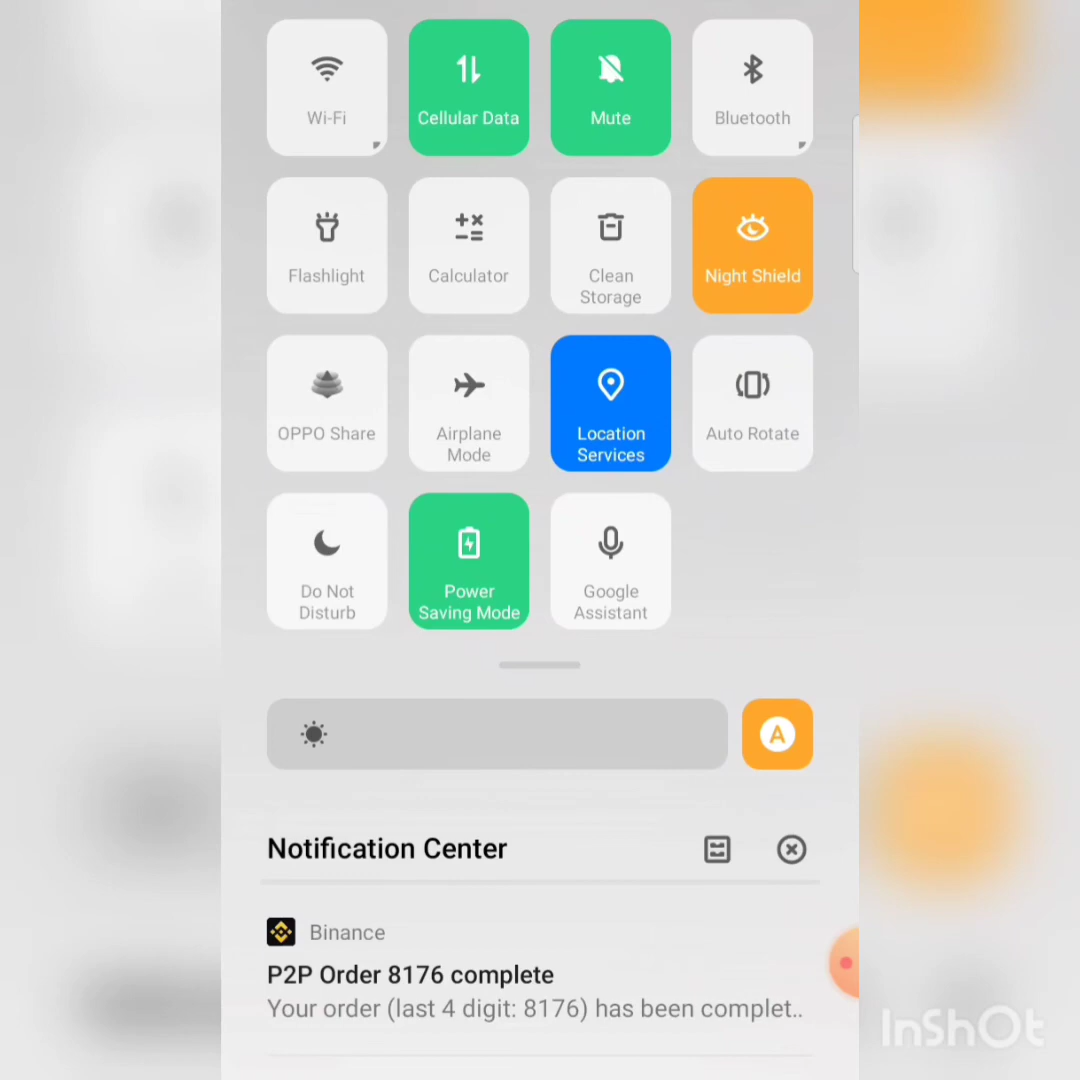 Wi-Fi
Cellular Data
Mute
Bluetooth
Flashlight
Calculator
Clean
Storage
Night Shield
OPPO Share
Airplane
Mode
Location
Services
Auto Rotate
Do Not
Disturb
Power
Saving Mode
Google
Assistant
A
Notification Center
Binance
P2P Order 8176 complete
Your order (last 4 digit: 8176) has been complet..
InShOt